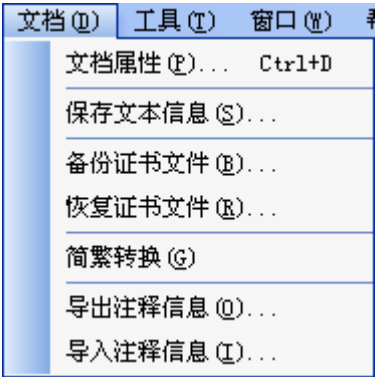 文档(D) 工具(T) 窗口(W)
文档属性(P)... Ctrl+D
保存文本信息(S)...
备份证书文件(B)...
恢复证书文件(R)...
简繁转换(G)
导出注释信息(O)...
导入注释信息(I)...